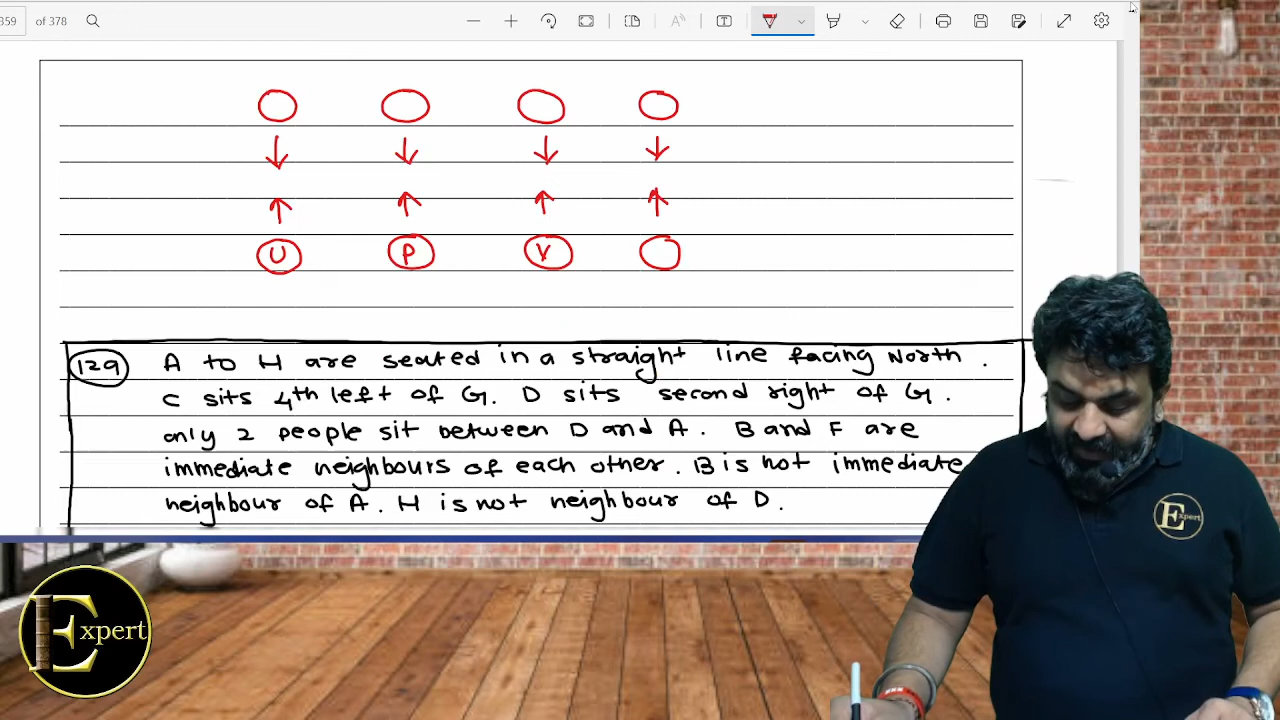 359 of 378
U P V
129 A to H are seated in a straight line facing North.
C sits 4th left of G. D sits second right of G.
only 2 people sit between D and A. B and F are
immediate neighbours of each other. B is not immediate
neighbour of A. H is not neighbour of D.
Expert
Expert